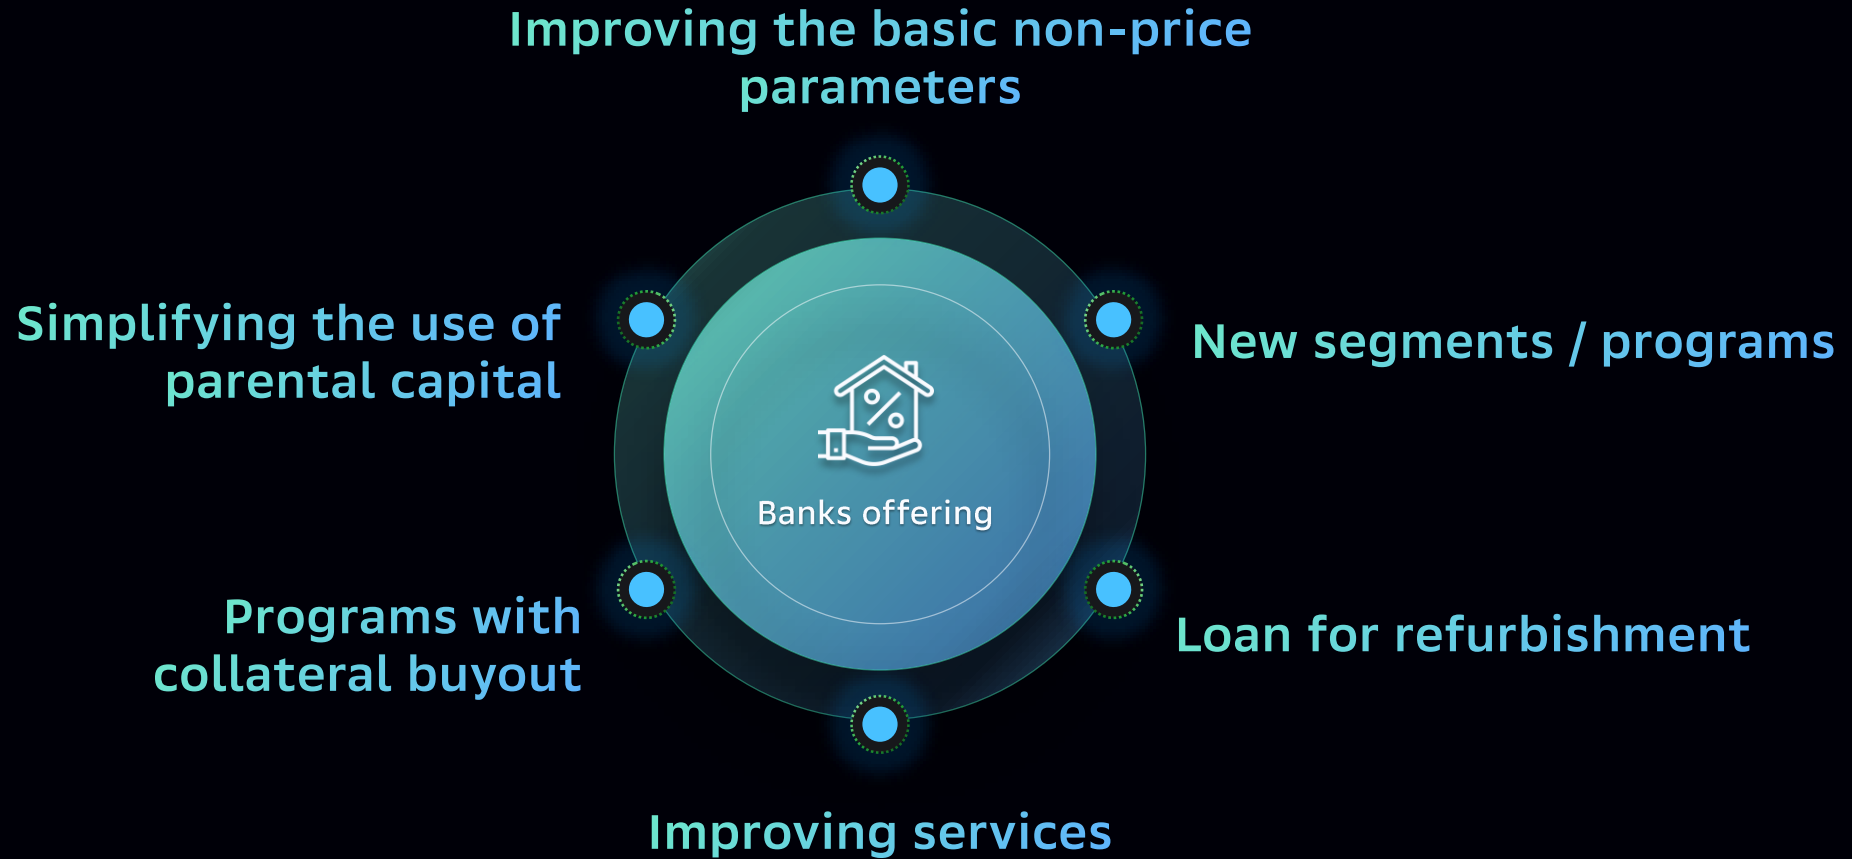 Improving the basic non-price
parameters
Simplifying the use of
parental capital
New segments / programs
Banks offering
Programs with
collateral buyout
Loan for refurbishment
Improving services